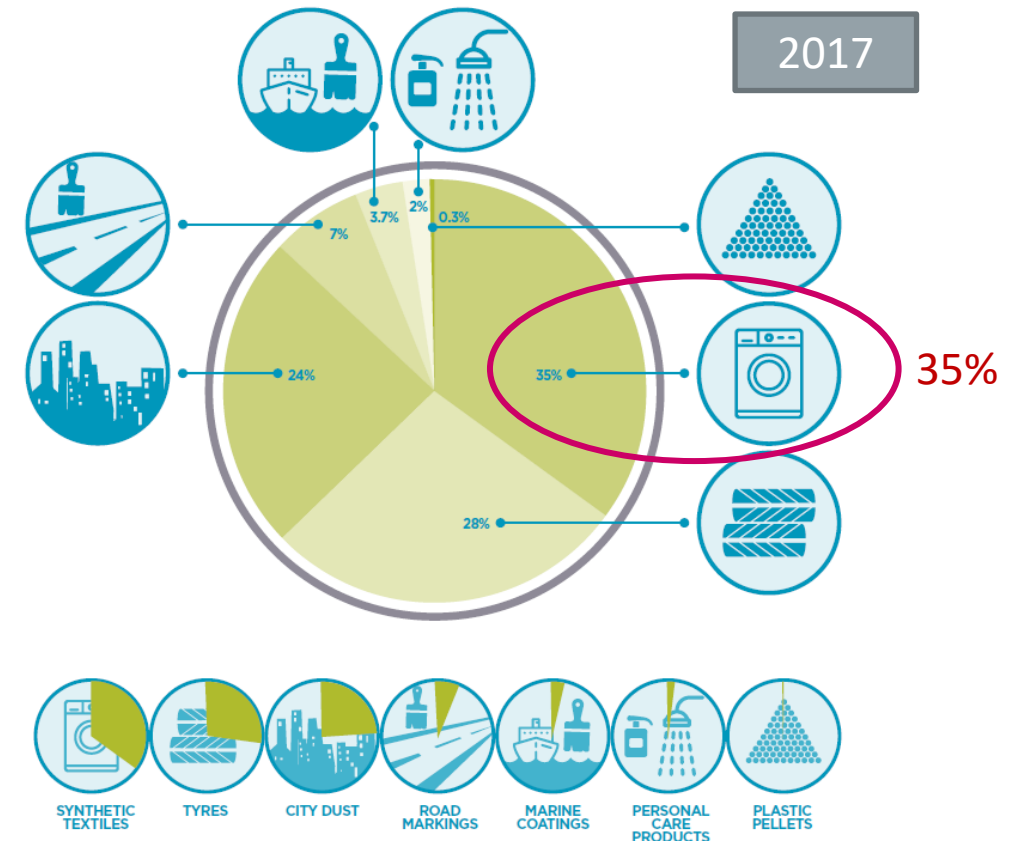 2017
3.7%
2%
0.3%
7%
24%
35%
35%
28%
SYNTHETIC
TEXTILES
TYRES
CITY DUST
ROAD
MARKINGS
MARINE
COATINGS
PERSONAL
CARE
PRODUCTS
PLASTIC
PELLETS